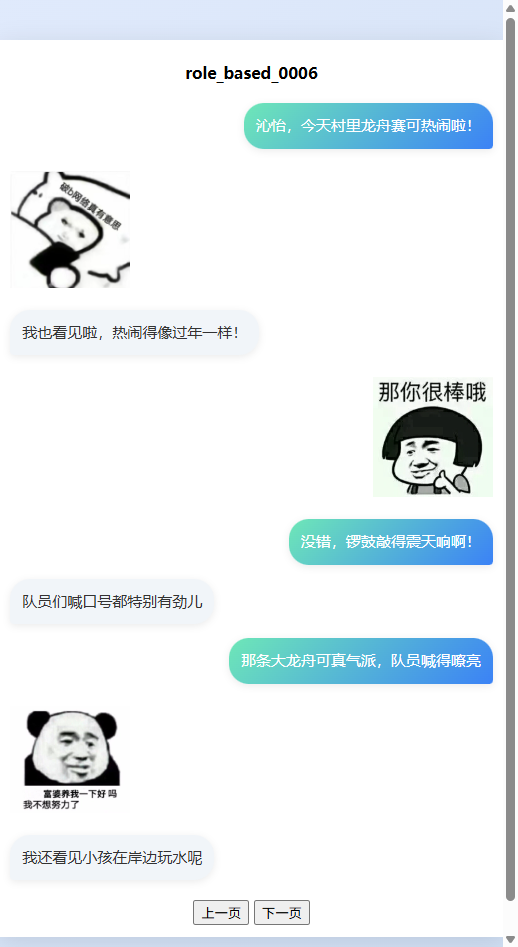 role_based_0006
沁怡，今天村里龙舟赛可热闹啦！
破b网络真有意思
我也看见啦，热闹得像过年一样！
那你很棒哦
没错，锣鼓敲得震天响啊！
队员们喊口号都特别有劲儿
那条大龙舟可真气派，队员喊得嘹亮
富婆养我一下好 吗
我不想努力了
我还看见小孩在岸边玩水呢
上一页 下一页